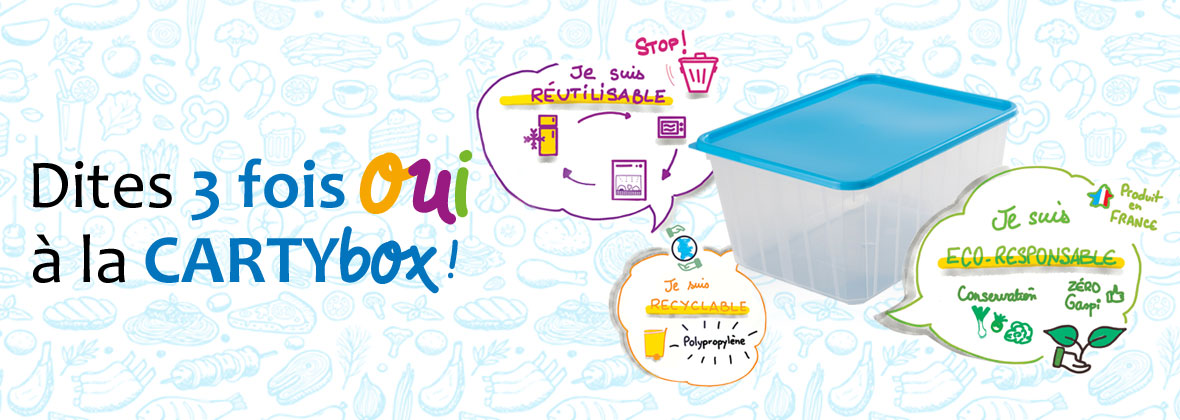 Dites 3 fois Oui
à la CARTYbox !
STOP!
Je suis
RÉUTILISABLE
Je suis
RECYCLABLE
Polypropylène
Produit
en
FRANCE
Je suis
ECO-RESPONSABLE
Conservation
ZÉRO
Gaspi